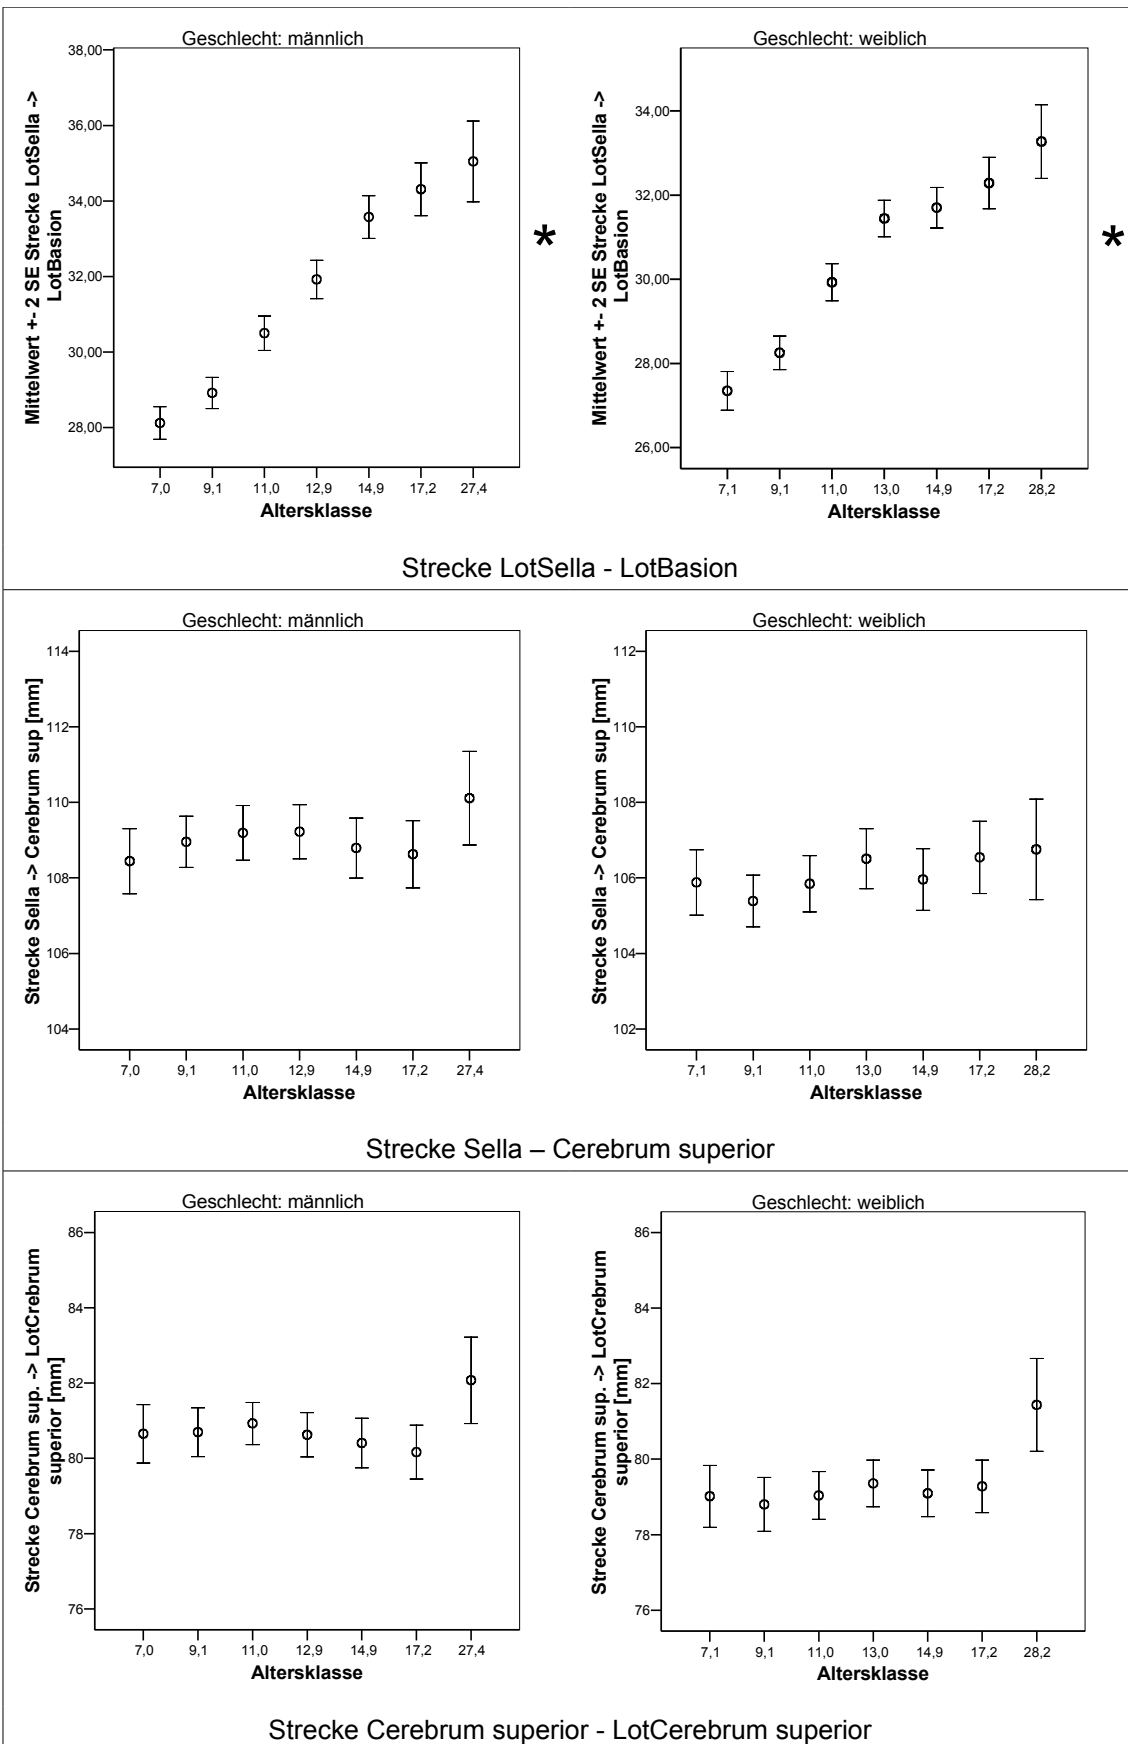 Geschlecht: männlich
Mittelwert +- 2 SE Strecke LotSella ->
LotBasion
38,00
36,00
34,00
32,00
30,00
28,00
7,0 9,1 11,0 12,9 14,9 17,2 27,4
Altersklasse
*
Geschlecht: weiblich
Mittelwert +- 2 SE Strecke LotSella ->
LotBasion
34,00
32,00
30,00
28,00
26,00
7,1 9,1 11,0 13,0 14,9 17,2 28,2
Altersklasse
*
Strecke LotSella - LotBasion
Geschlecht: männlich
Strecke Sella -> Cerebrum sup [mm]
114
112
110
108
106
104
7,0 9,1 11,0 12,9 14,9 17,2 27,4
Altersklasse
Geschlecht: weiblich
Strecke Sella -> Cerebrum sup [mm]
112
110
108
106
104
102
7,1 9,1 11,0 13,0 14,9 17,2 28,2
Altersklasse
Strecke Sella – Cerebrum superior
Geschlecht: männlich
Strecke Cerebrum sup. -> LotCrebrum
superior [mm]
86
84
82
80
78
76
7,0 9,1 11,0 12,9 14,9 17,2 27,4
Altersklasse
Geschlecht: weiblich
Strecke Cerebrum sup. -> LotCrebrum
superior [mm]
86
84
82
80
78
76
7,1 9,1 11,0 13,0 14,9 17,2 28,2
Altersklasse
Strecke Cerebrum superior - LotCerebrum superior